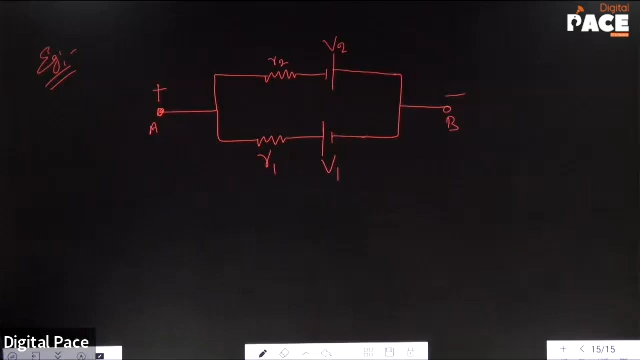 Digital
PACE
Eg:-
V2
r2
+
A
−
B
r1
V1
Digital Pace
+ < 15/15 >